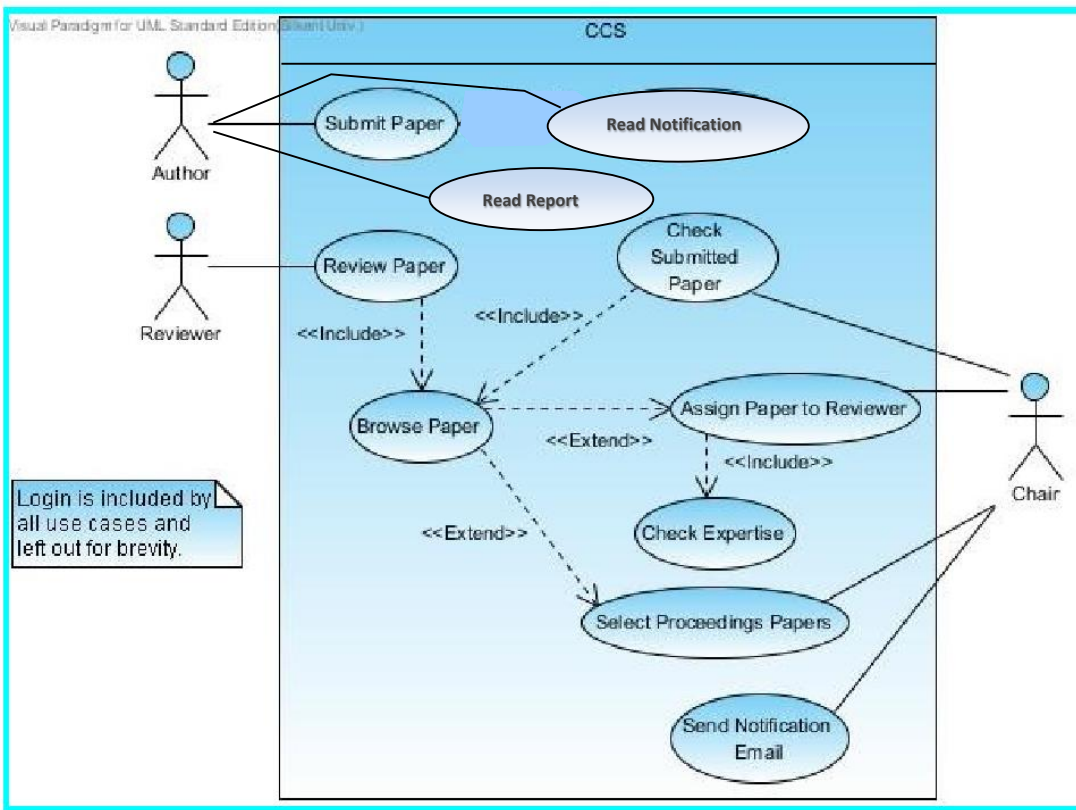 Visual Paradigm for UML Standard Edition(Bilkent Univ.)
CCS
Submit Paper
Read Notification
Author
Read Report
Check
Submitted
Paper
Review Paper
Reviewer
<<Include>>
<<Include>>
Browse Paper
Assign Paper to Reviewer
<<Extend>>
<<Include>>
Chair
Login is included by
all use cases and
left out for brevity.
<<Extend>>
Check Expertise
Select Proceedings Papers
Send Notification
Email